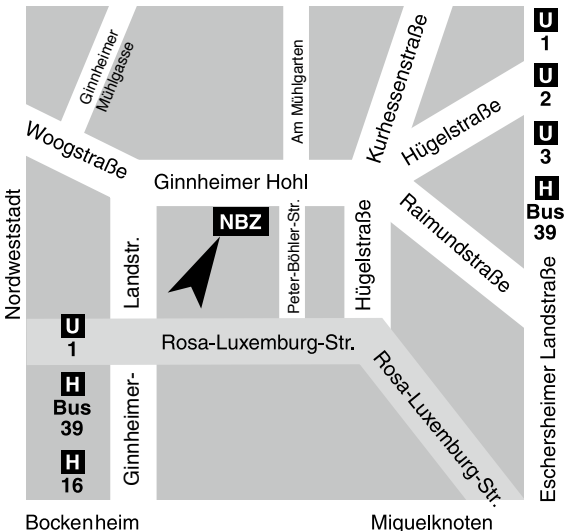 Ginnheimer
Mühlgasse
Am Mühlgarten
Kurhessenstraße
Hügelstraße
U
1
U
2
U
3
H
Bus
39
Woogstraße
Ginnheimer Hohl
NBZ
Nordweststadt
Landstr.
Peter-Böhler-Str.
Hügelstraße
Raimundstraße
Eschersheimer Landstraße
U
1
Rosa-Luxemburg-Str.
Rosa-Luxemburg-Str.
H
Bus
39
Ginnheimer-
H
16
Bockenheim
Miquelknoten